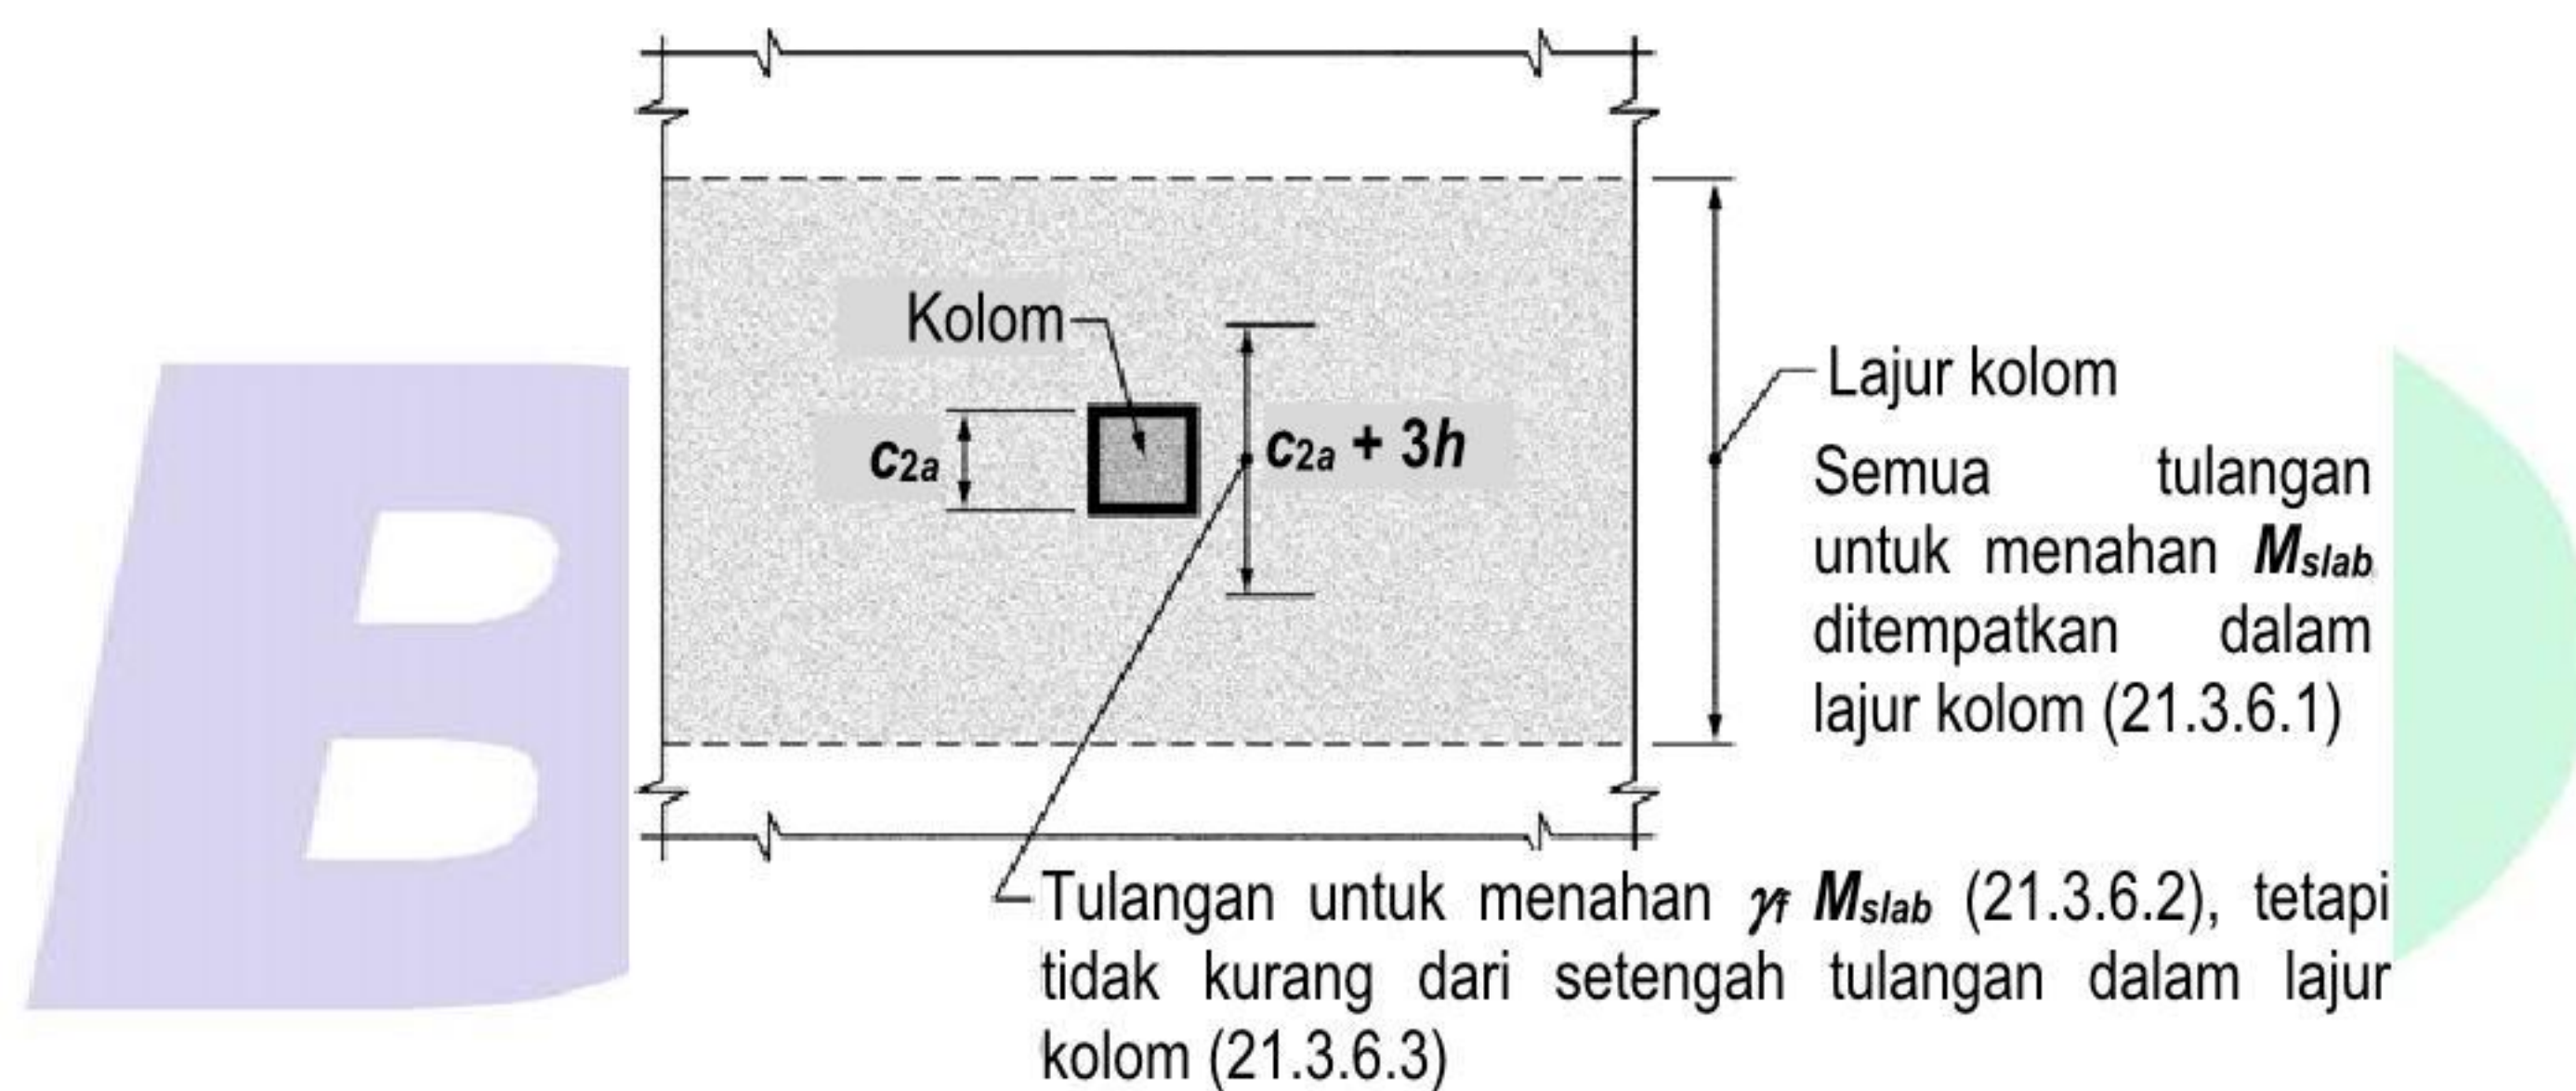 Kolom
c2a
c2a + 3h
Lajur kolom
Semua tulangan
untuk menahan Mslab
ditempatkan dalam
lajur kolom (21.3.6.1)
Tulangan untuk menahan γf Mslab (21.3.6.2), tetapi
tidak kurang dari setengah tulangan dalam lajur
kolom (21.3.6.3)